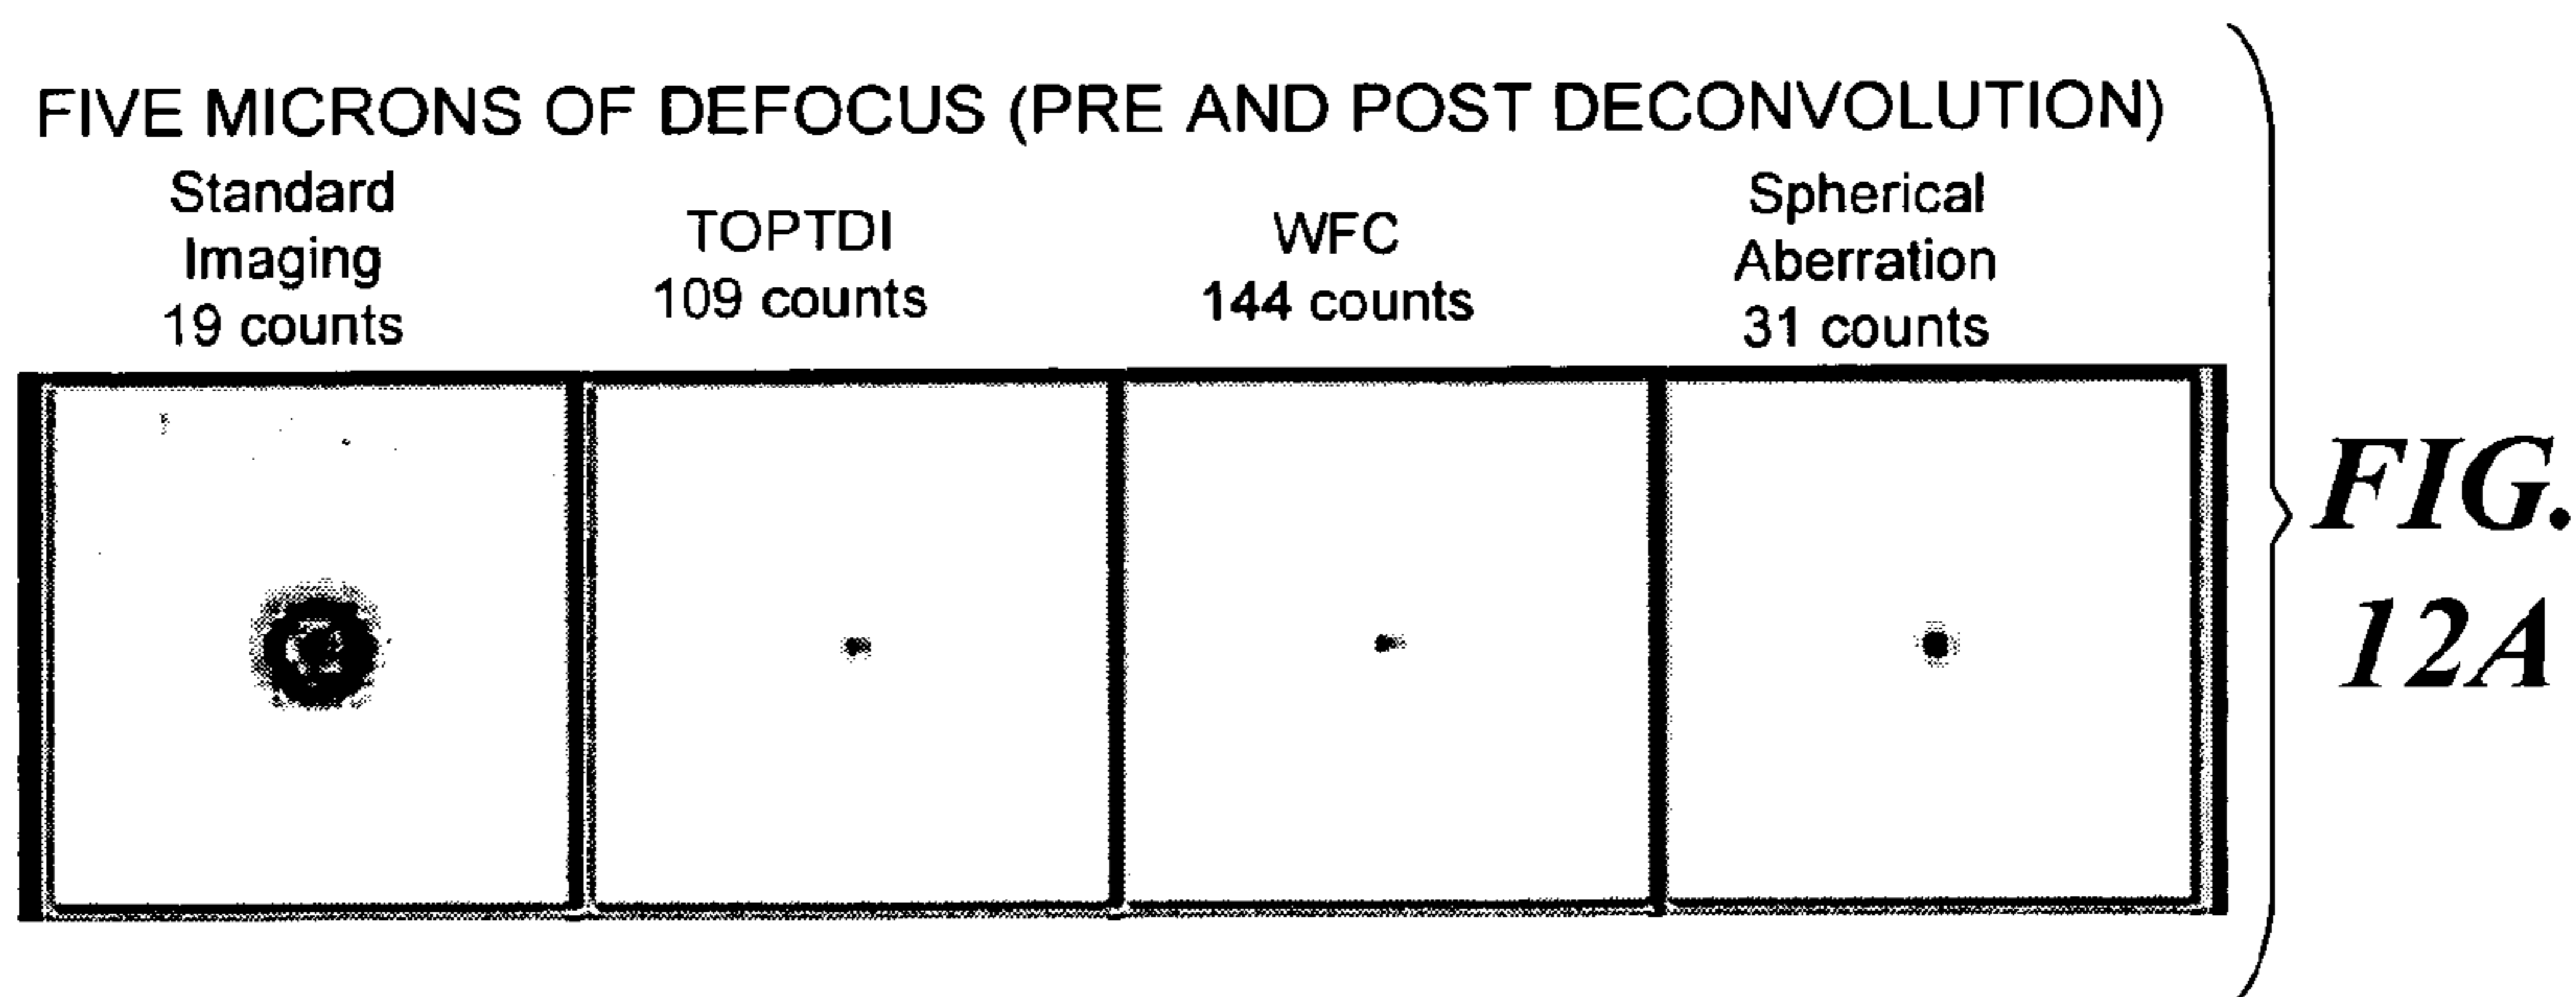 FIVE MICRONS OF DEFOCUS (PRE AND POST DECONVOLUTION)
Standard
Imaging
19 counts
TOPTDI
109 counts
WFC
144 counts
Spherical
Aberration
31 counts
FIG.
12A